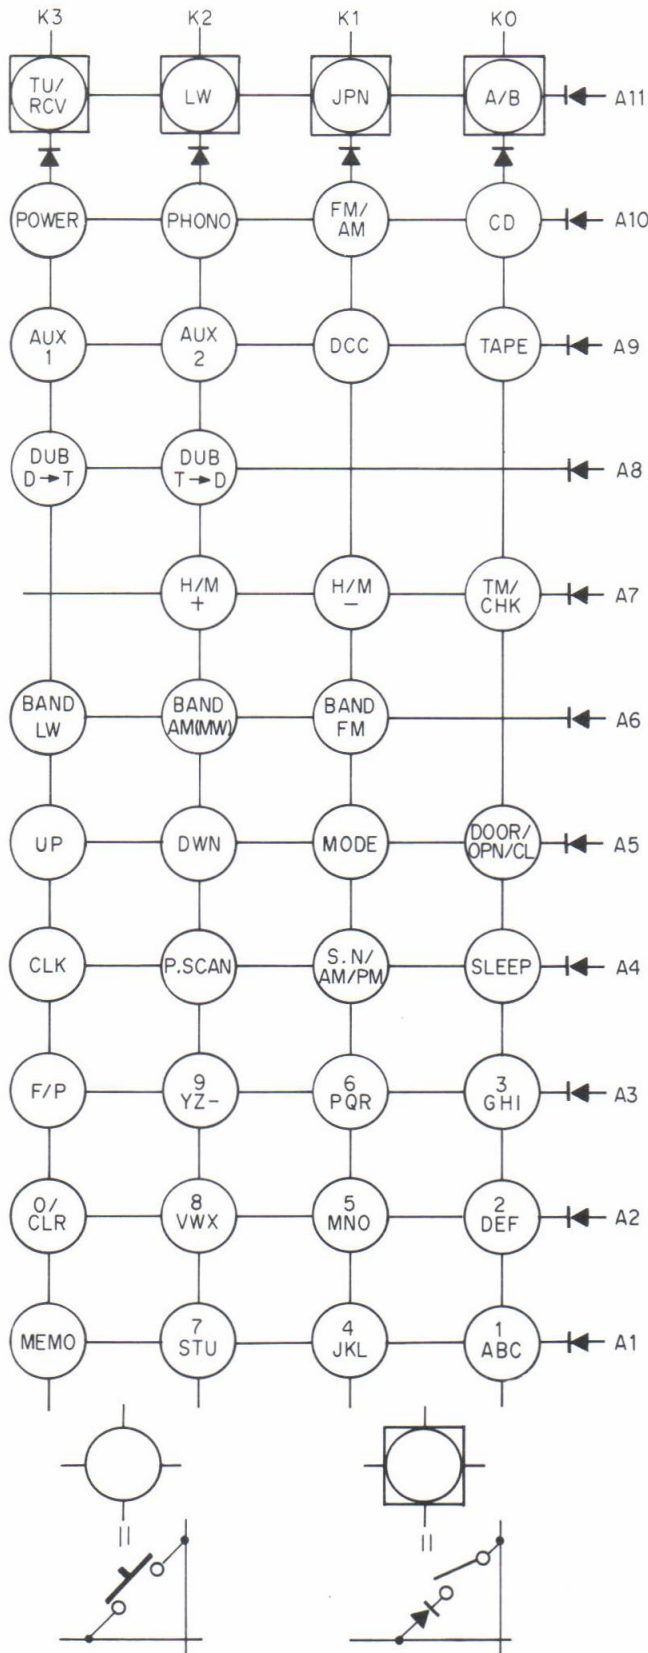 K3 K2 K1 K0
TU/
RCV
LW
JPN
A/B
A11
POWER
PHONO
FM/
AM
CD
A10
AUX
1
AUX
2
DCC
TAPE
A9
DUB
D→T
DUB
T→D
A8
H/M
+
H/M
−
TM/
CHK
A7
BAND
LW
BAND
AM(MW)
BAND
FM
A6
UP
DWN
MODE
DOOR/
OPN/CL
A5
CLK
P.SCAN
S.N/
AM/PM
SLEEP
A4
F/P
9
YZ-
6
PQR
3
GHI
A3
0/
CLR
8
VWX
5
MNO
2
DEF
A2
MEMO
7
STU
4
JKL
1
ABC
A1